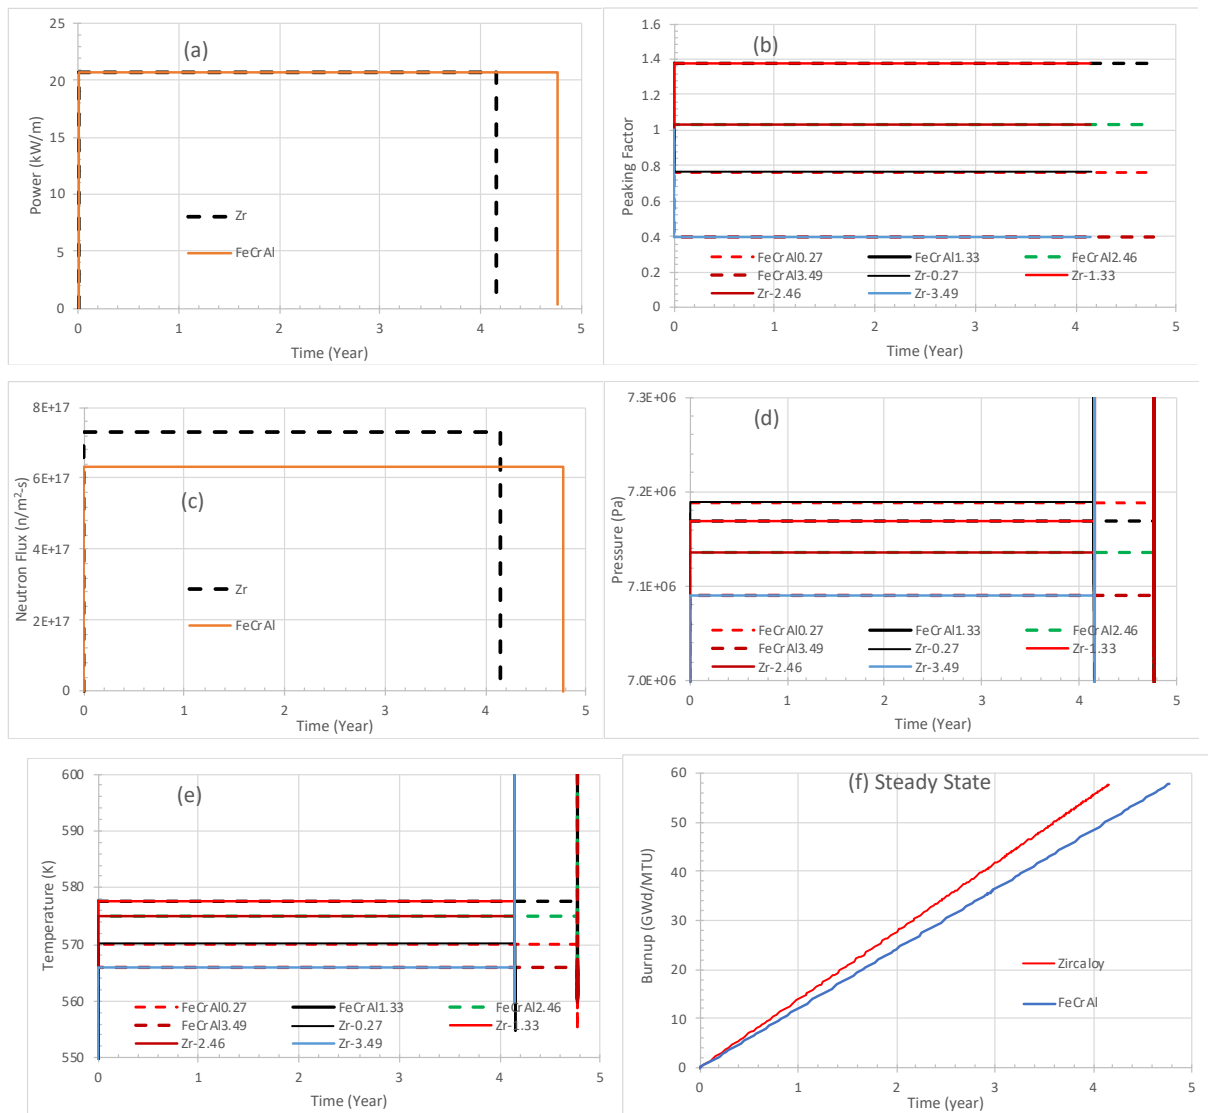 (a)
Power (kW/m)
25
20
15
10
5
0
Zr
FeCrAl
0 1 2 3 4 5
Time (Year)
(b)
Peaking Factor
1.6
1.4
1.2
1
0.8
0.6
0.4
0.2
0
FeCrAl0.27 FeCrAl1.33 FeCrAl2.46
FeCrAl3.49 Zr-0.27 Zr-1.33
Zr-2.46 Zr-3.49
0 1 2 3 4 5
Time (Year)
(c)
Neutron Flux (n/m²-s)
8E+17
6E+17
4E+17
2E+17
0
Zr
FeCrAl
0 1 2 3 4 5
Time (Year)
(d)
Pressure (Pa)
7.3E+06
7.2E+06
7.1E+06
7.0E+06
FeCrAl0.27 FeCrAl1.33 FeCrAl2.46
FeCrAl3.49 Zr-0.27 Zr-1.33
Zr-2.46 Zr-3.49
0 1 2 3 4 5
Time (Year)
(e)
Temperature (K)
600
590
580
570
560
550
FeCrAl0.27 FeCrAl1.33 FeCrAl2.46
FeCrAl3.49 Zr-0.27 Zr-1.33
Zr-2.46 Zr-3.49
0 1 2 3 4 5
Time (Year)
(f) Steady State
Burnup (GWd/MTU)
60
50
40
30
20
10
0
Zircaloy
FeCrAl
0 1 2 3 4 5
Time (year)